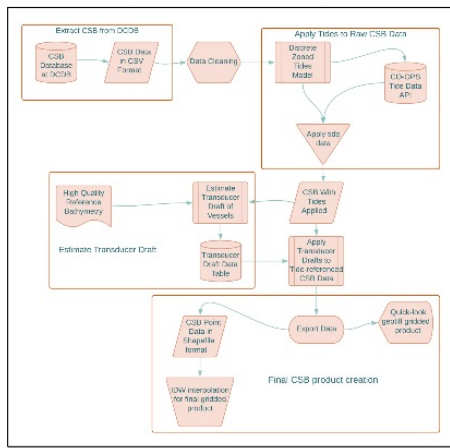 Extract CSB from DCDB
CSB
Database
at DCDB
CSB Data
in CSV
Format
Data Cleaning
Apply Tides to Raw CSB Data
Discrete
Zoned
Tides
Model
CO-OPS
Tide Data
API
Apply tide
data
High Quality
Reference
Bathymetry
Estimate
Transducer
Draft of
Vessels
CSB With
Tides
Applied
Estimate Transducer Draft
Transducer
Draft Data
Table
Apply
Transducer
Drafts to
Tide-referenced
CSB Data
CSB Point
Data in
Shapefile
format
Export Data
Quick-look
geotiff gridded
product
IDW interpolation
for final gridded
product
Final CSB product creation